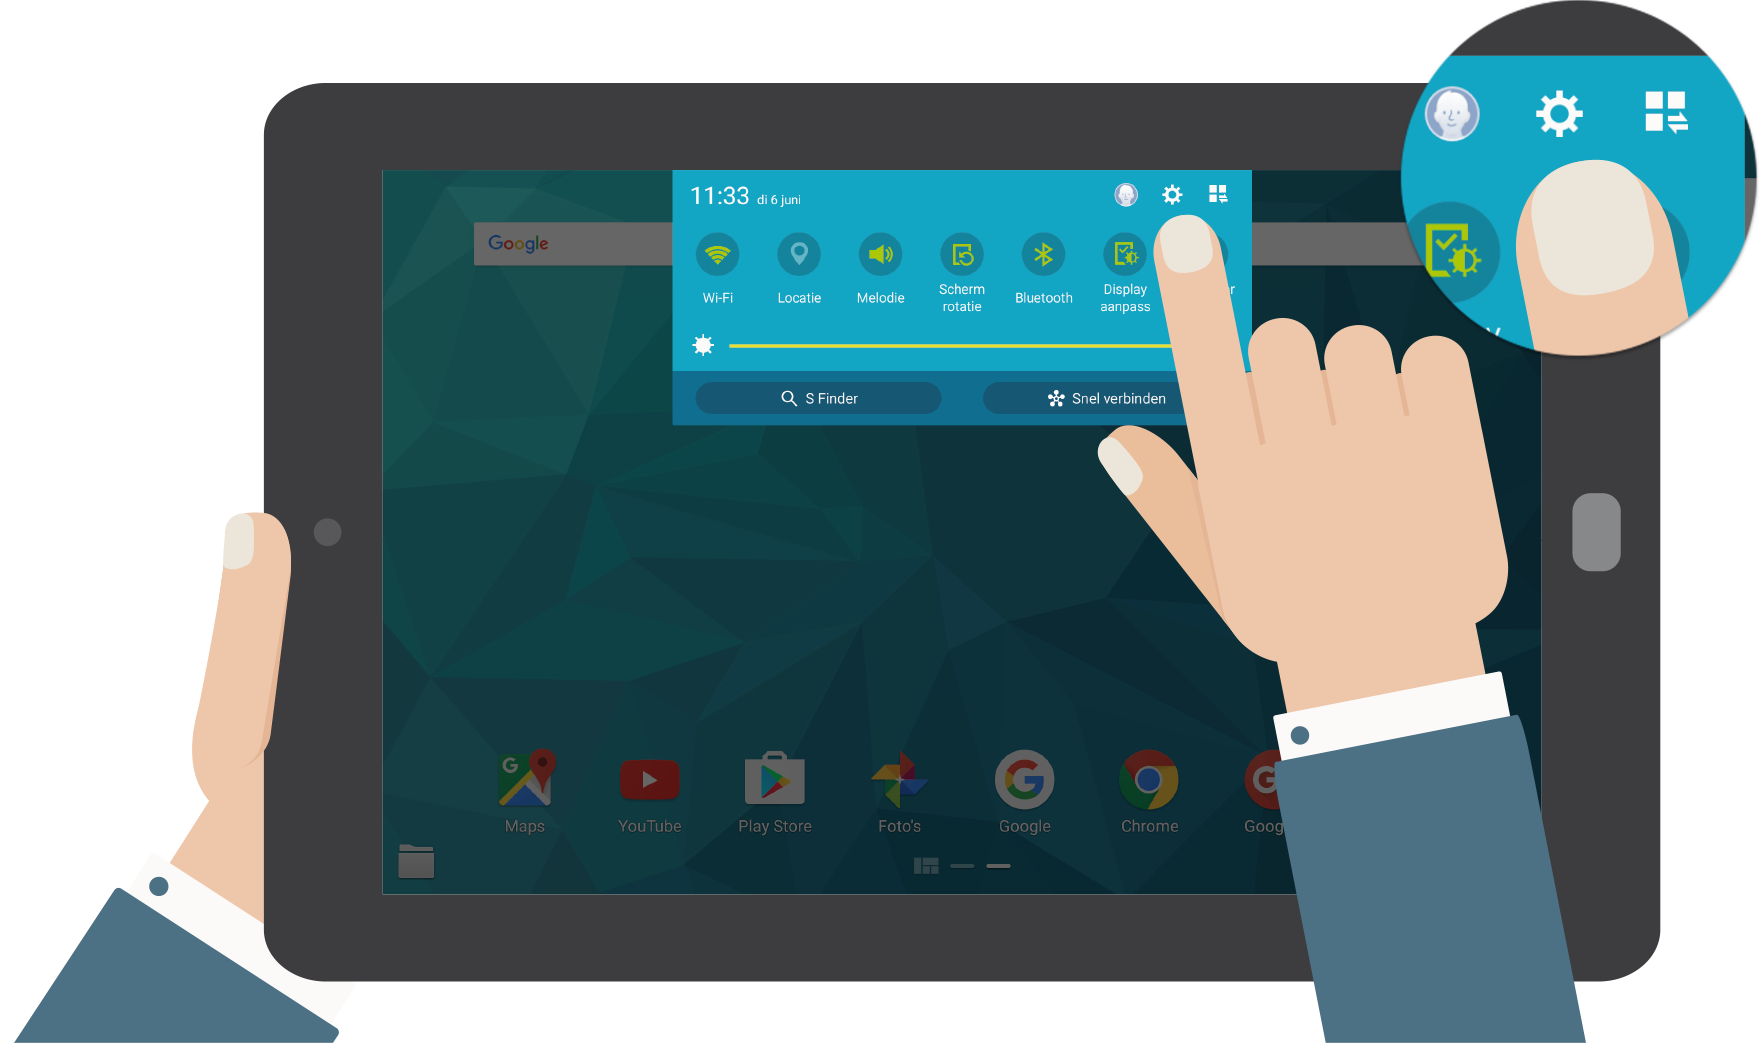 11:33 di 6 juni
Google
Wi-Fi
Locatie
Melodie
Scherm
rotatie
Bluetooth
Display
aanpass
S Finder
Snel verbinden
G
Maps
YouTube
Play Store
Foto's
Google
Chrome